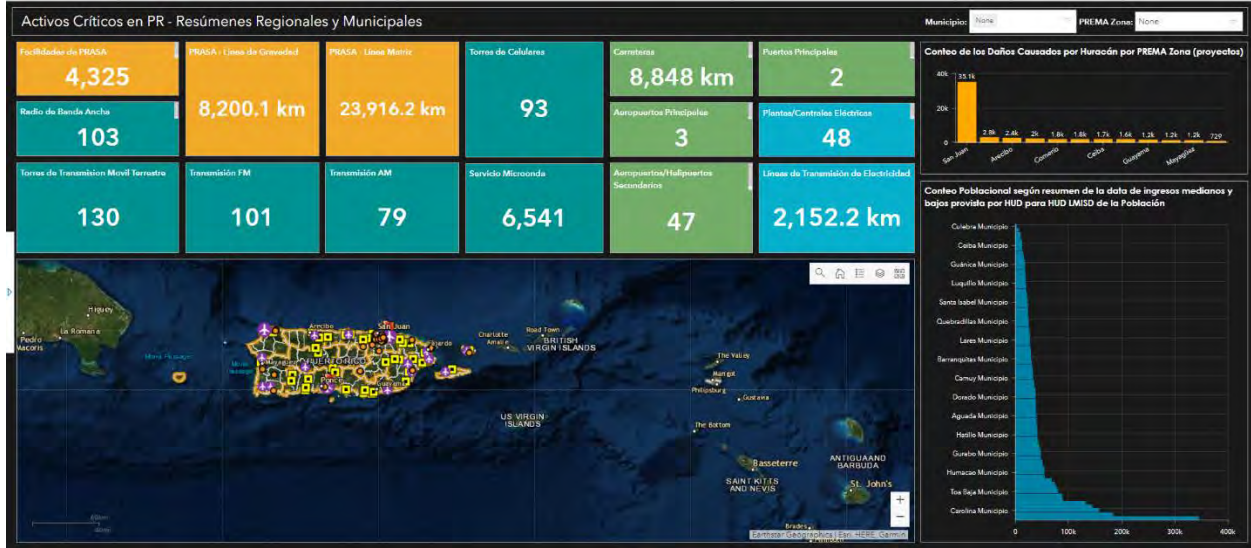 Activos Críticos en PR - Resúmenes Regionales y Municipales
Municipio: None
PREMA Zona: None
Facilidades de PRASA
4,325
PRASA - Línea de Gravedad
8,200.1 km
PRASA - Línea Matriz
23,916.2 km
Torres de Celulares
93
Carreteras
8,848 km
Puertos Principales
2
Radio de Banda Ancha
103
Aeropuertos Principales
3
Plantas/Centrales Eléctricas
48
Torres de Transmision Movil Terrestre
130
Transmisión FM
101
Transmisión AM
79
Servicio Microonda
6,541
Aeropuertos/Helipuertos
Secundarios
47
Líneas de Transmisión de Electricidad
2,152.2 km
Conteo de los Daños Causados por Huracán por PREMA Zona (proyectos)
40k
20k
0
35.1k
2.8k 2.4k 2k 1.8k 1.8k 1.7k 1.6k 1.2k 1.2k 1.2k 729
San Juan
Arecibo
Comerío
Ceiba
Guayama
Mayagüez
Conteo Poblacional según resumen de la data de ingresos medianos y
bajos provista por HUD para HUD LMISD de la Población
Culebra Municipio
Ceiba Municipio
Guánica Municipio
Luquillo Municipio
Santa Isabel Municipio
Quebradillas Municipio
Lares Municipio
Barranquitas Municipio
Camuy Municipio
Dorado Municipio
Aguada Municipio
Hatillo Municipio
Gurabo Municipio
Humacao Municipio
Toa Baja Municipio
Carolina Municipio
0 100k 200k 300k 400k
Higuey
La Romana
Pedro
Macoris
Mona Passage
Arecibo
San Juan
Fajardo
Mayaguez
PUERTO RICO
Ponce
Guayama
Charlotte
Amalie
Road Town
BRITISH
VIRGIN ISLANDS
US VIRGIN
ISLANDS
The Valley
Marigot
Philipsburg
Gustavia
The Bottom
Basseterre
SAINT KITTS
AND NEVIS
ANTIGUA AND
BARBUDA
St. John's
Brades
+
−
Earthstar Geographics | Esri, HERE, Garmin